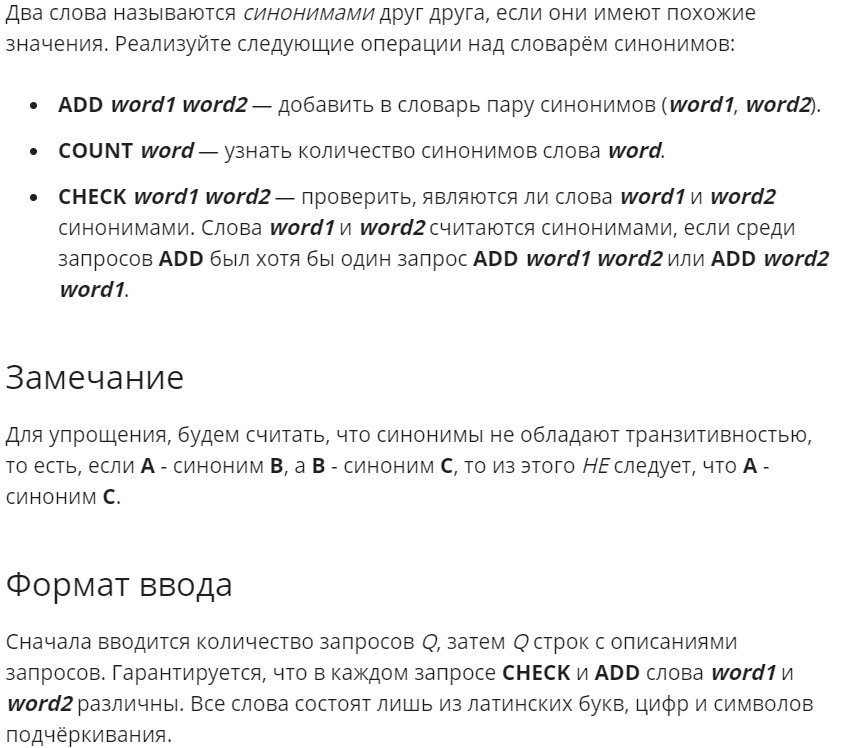 Два слова называются синонимами друг друга, если они имеют похожие
значения. Реализуйте следующие операции над словарём синонимов:
• ADD word1 word2 — добавить в словарь пару синонимов (word1, word2).
• COUNT word — узнать количество синонимов слова word.
• CHECK word1 word2 — проверить, являются ли слова word1 и word2
синонимами. Слова word1 и word2 считаются синонимами, если среди
запросов ADD был хотя бы один запрос ADD word1 word2 или ADD word2
word1.
Замечание
Для упрощения, будем считать, что синонимы не обладают транзитивностью,
то есть, если A - синоним B, а B - синоним C, то из этого НЕ следует, что A -
синоним C.
Формат ввода
Сначала вводится количество запросов Q, затем Q строк с описаниями
запросов. Гарантируется, что в каждом запросе CHECK и ADD слова word1 и
word2 различны. Все слова состоят лишь из латинских букв, цифр и символов
подчёркивания.